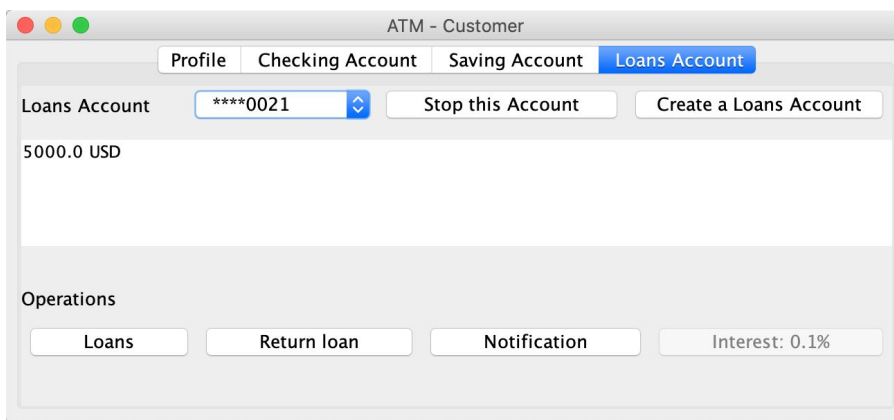 ATM - Customer
Profile Checking Account Saving Account Loans Account
Loans Account ****0021 Stop this Account Create a Loans Account
5000.0 USD
Operations
Loans Return loan Notification Interest: 0.1%